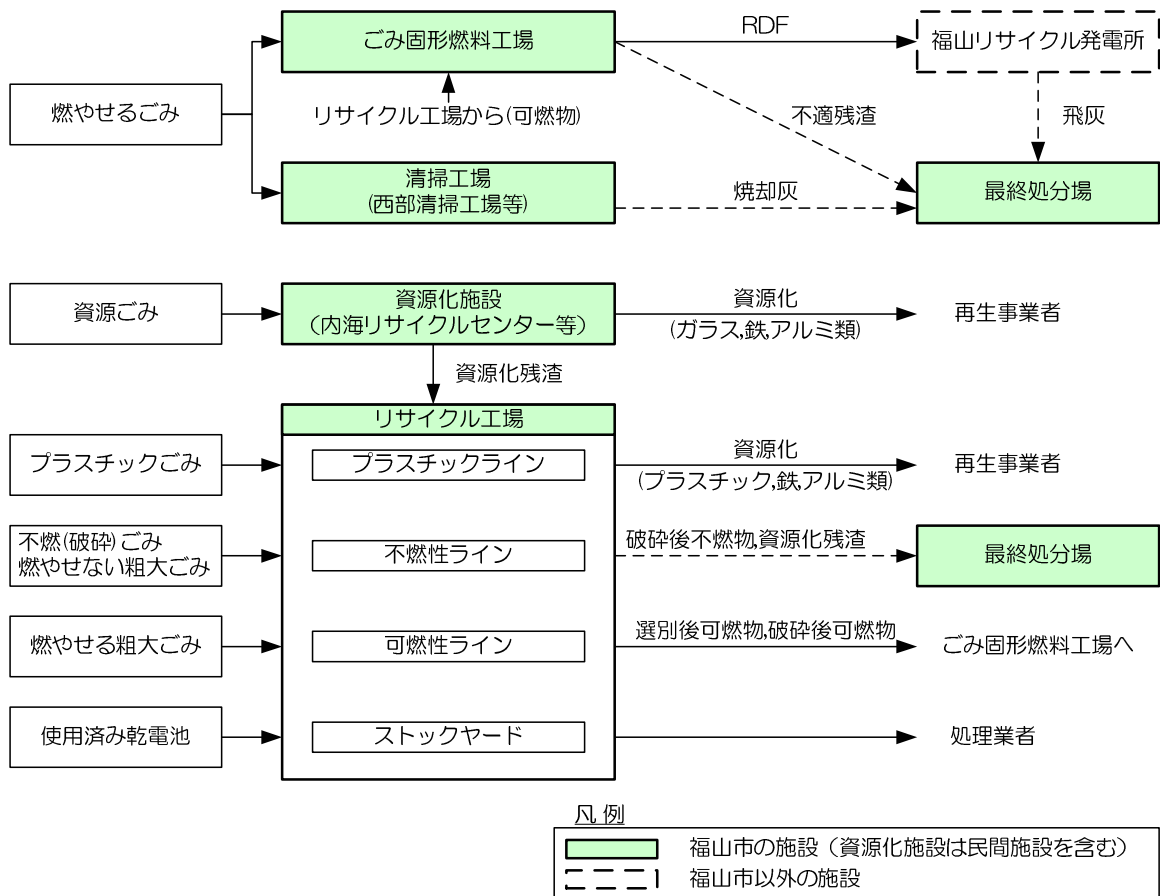 ごみ固形燃料工場
RDF
福山リサイクル発電所
燃やせるごみ
リサイクル工場から(可燃物)
不適残渣
飛灰
清掃工場
(西部清掃工場等)
焼却灰
最終処分場
資源ごみ
資源化施設
（内海リサイクルセンター等）
資源化
(ガラス,鉄,アルミ類)
再生事業者
資源化残渣
リサイクル工場
プラスチックごみ
プラスチックライン
資源化
(プラスチック,鉄,アルミ類)
再生事業者
不燃(破砕)ごみ
燃やせない粗大ごみ
不燃性ライン
破砕後不燃物,資源化残渣
最終処分場
燃やせる粗大ごみ
可燃性ライン
選別後可燃物,破砕後可燃物
ごみ固形燃料工場へ
使用済み乾電池
ストックヤード
処理業者
凡 例
福山市の施設（資源化施設は民間施設を含む）
福山市以外の施設